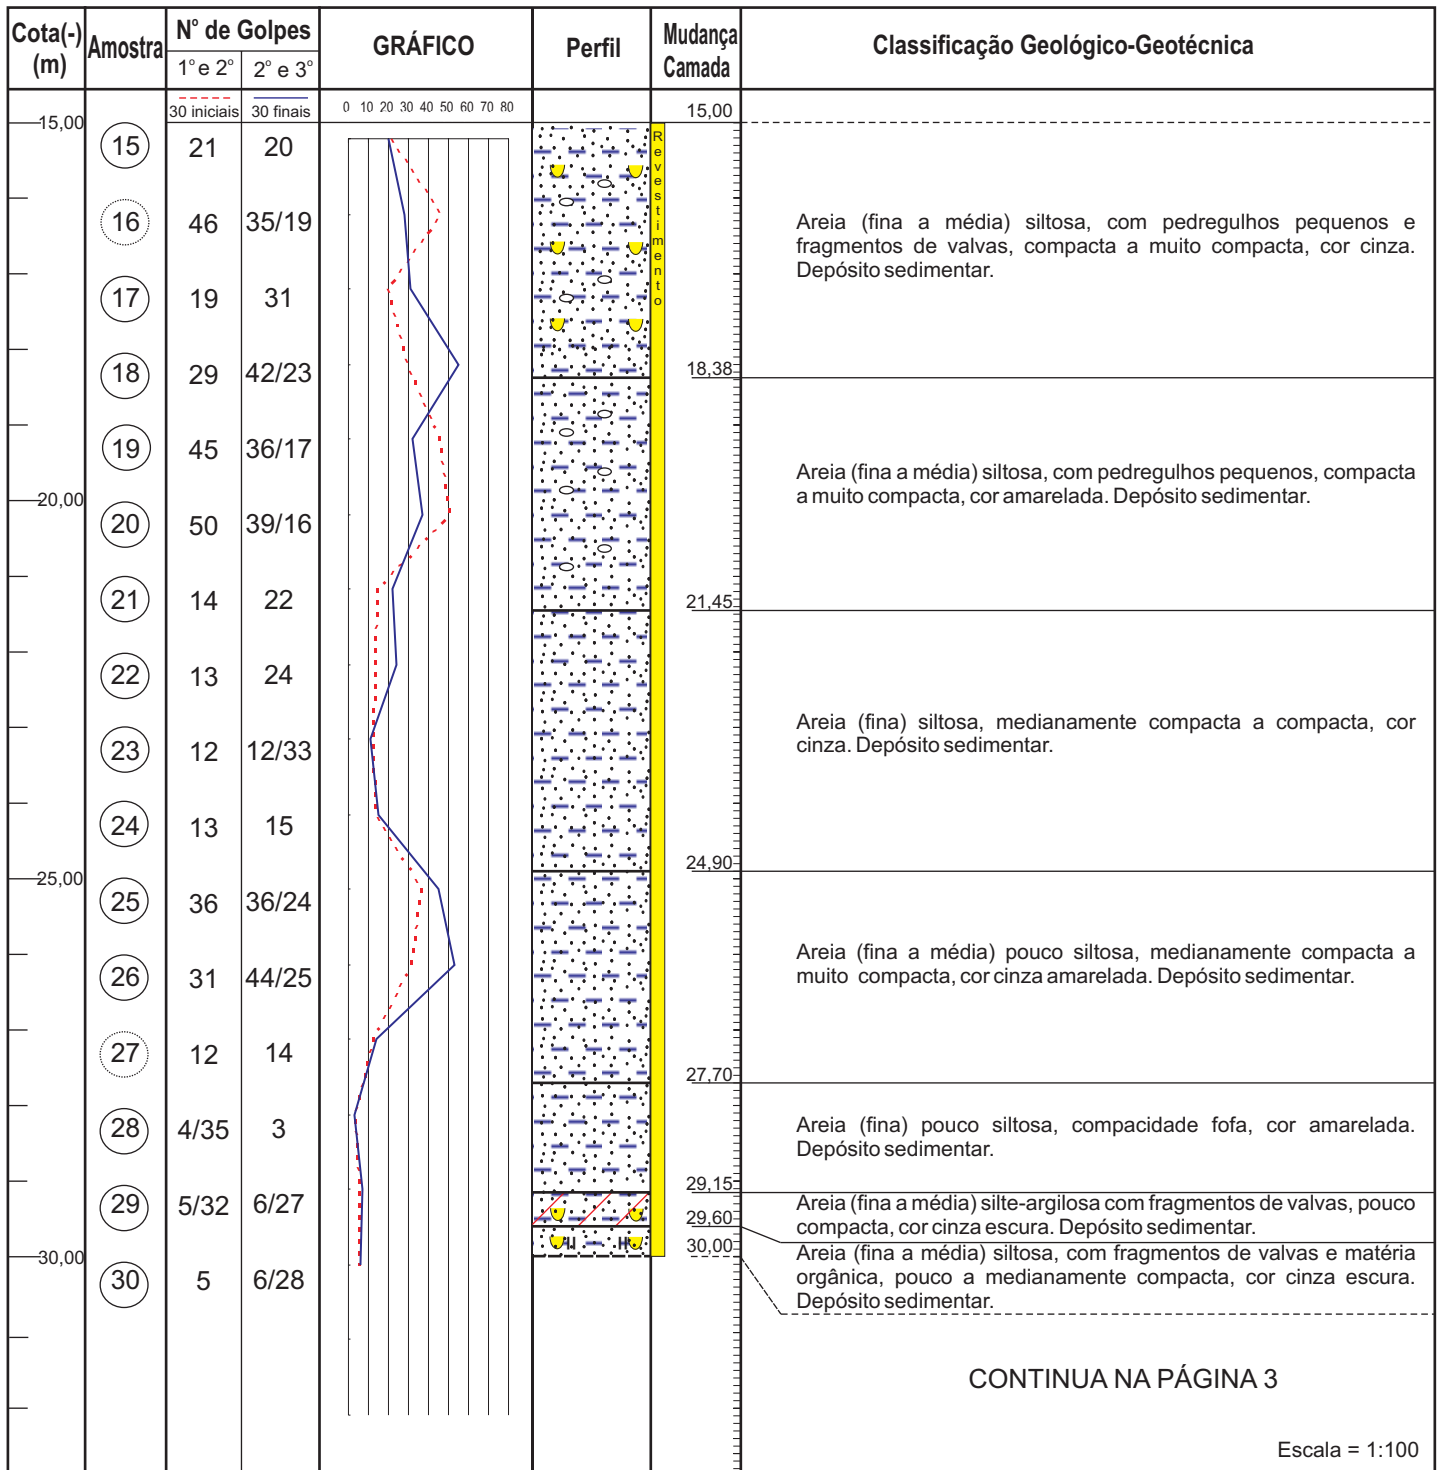 Cota(-) (m) Amostra N° de Golpes GRÁFICO Perfil Mudança Camada Classificação Geológico-Geotécnica
1° e 2° 2° e 3°
30 iniciais 30 finais 0 10 20 30 40 50 60 70 80 15,00
15,00
15 21 20
Revestimento
16 46 35/19
Areia (fina a média) siltosa, com pedregulhos pequenos e
fragmentos de valvas, compacta a muito compacta, cor cinza.
Depósito sedimentar.
17 19 31
18 29 42/23 18,38
19 45 36/17
Areia (fina a média) siltosa, com pedregulhos pequenos, compacta
a muito compacta, cor amarelada. Depósito sedimentar.
20,00
20 50 39/16
21 14 22 21,45
22 13 24
Areia (fina) siltosa, medianamente compacta a compacta, cor
cinza. Depósito sedimentar.
23 12 12/33
24 13 15
24,90
25,00
25 36 36/24
Areia (fina a média) pouco siltosa, medianamente compacta a
muito compacta, cor cinza amarelada. Depósito sedimentar.
26 31 44/25
27 12 14
27,70
28 4/35 3
Areia (fina) pouco siltosa, compacidade fofa, cor amarelada.
Depósito sedimentar.
29,15
29 5/32 6/27
Areia (fina a média) silte-argilosa com fragmentos de valvas, pouco
compacta, cor cinza escura. Depósito sedimentar.
29,60
30,00
30,00
Areia (fina a média) siltosa, com fragmentos de valvas e matéria
orgânica, pouco a medianamente compacta, cor cinza escura.
Depósito sedimentar.
30 5 6/28
CONTINUA NA PÁGINA 3
Escala = 1:100